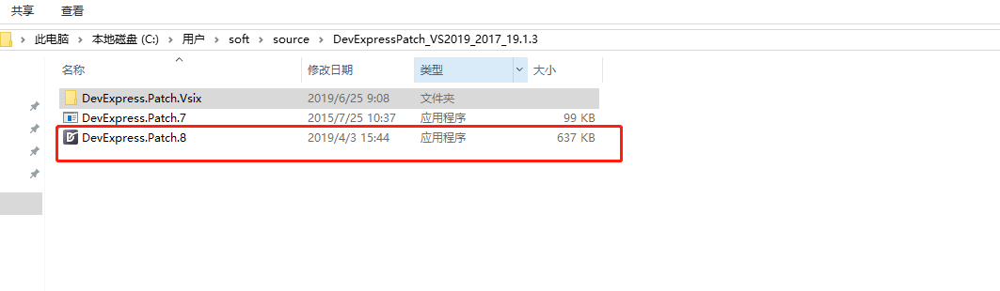 共享 查看
此电脑 本地磁盘 (C:) 用户 soft source DevExpressPatch_VS2019_2017_19.1.3
名称 修改日期 类型 大小
DevExpress.Patch.Vsix 2019/6/25 9:08 文件夹
DevExpress.Patch.7 2015/7/25 10:37 应用程序 99 KB
DevExpress.Patch.8 2019/4/3 15:44 应用程序 637 KB